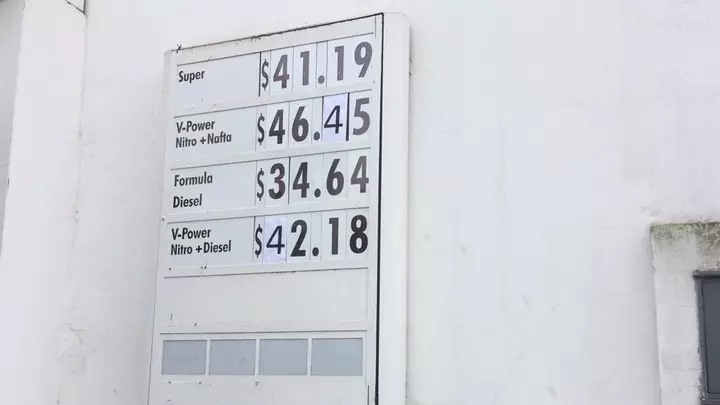 Super $41.19
V-Power
Nitro +Nafta $46.45
Formula
Diesel $34.64
V-Power
Nitro +Diesel $42.18